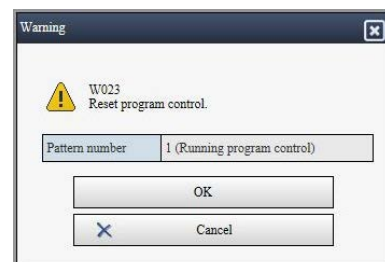 Warning
W023
Reset program control.
Pattern number 1 (Running program control)
OK
Cancel